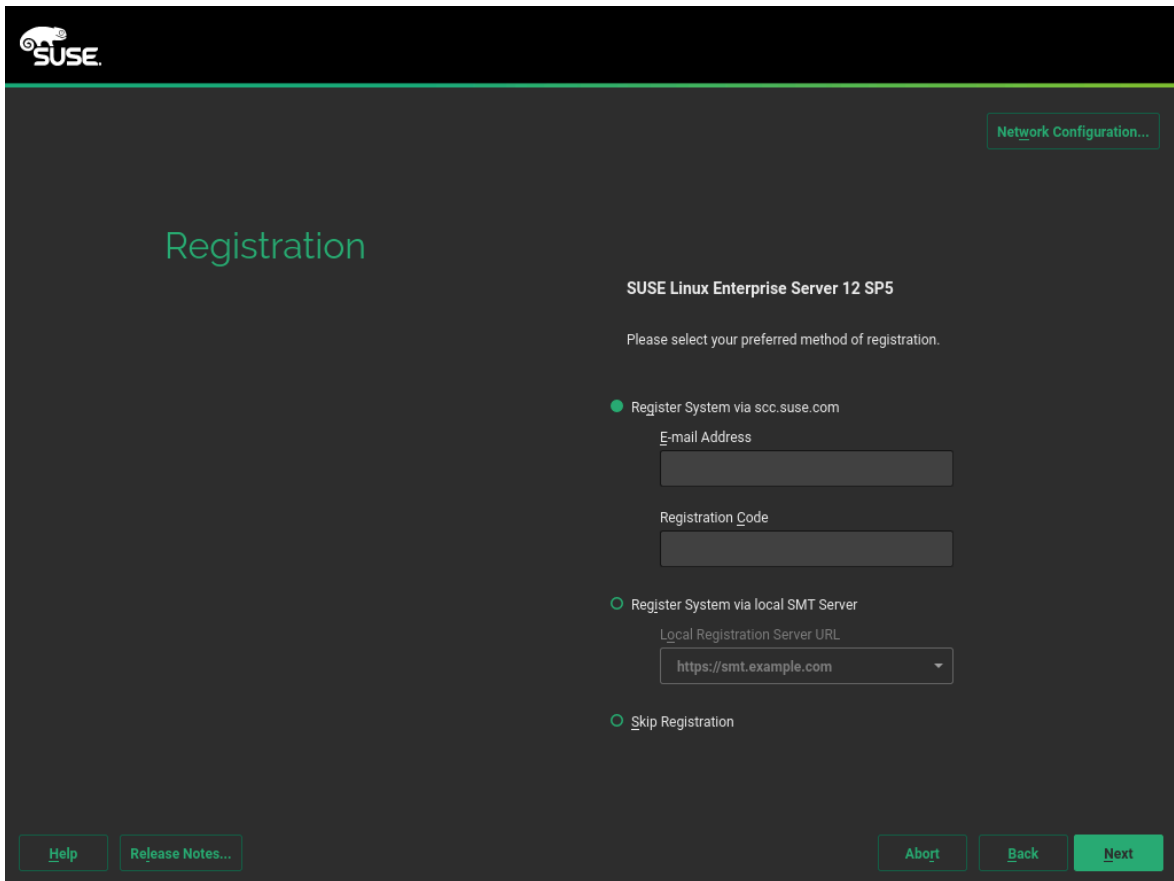 SUSE.
Network Configuration...
Registration
SUSE Linux Enterprise Server 12 SP5
Please select your preferred method of registration.
Register System via scc.suse.com
E-mail Address
Registration Code
Register System via local SMT Server
Local Registration Server URL
https://smt.example.com
Skip Registration
Help Release Notes... Abort Back Next